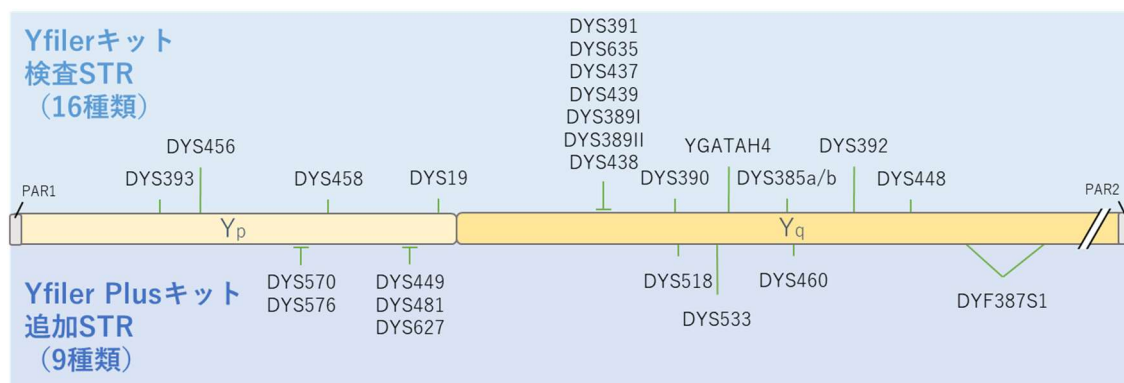 Yfilerキット
検査STR
（16種類）
DYS391
DYS635
DYS437
DYS439
DYS389I
DYS389II
DYS438
DYS456
YGATAH4
DYS392
DYS393
DYS458
DYS19
DYS390
DYS385a/b
DYS448
PAR1
PAR2
Yp
Yq
Yfiler Plusキット
追加STR
（9種類）
DYS570
DYS576
DYS449
DYS481
DYS627
DYS518
DYS533
DYS460
DYF387S1